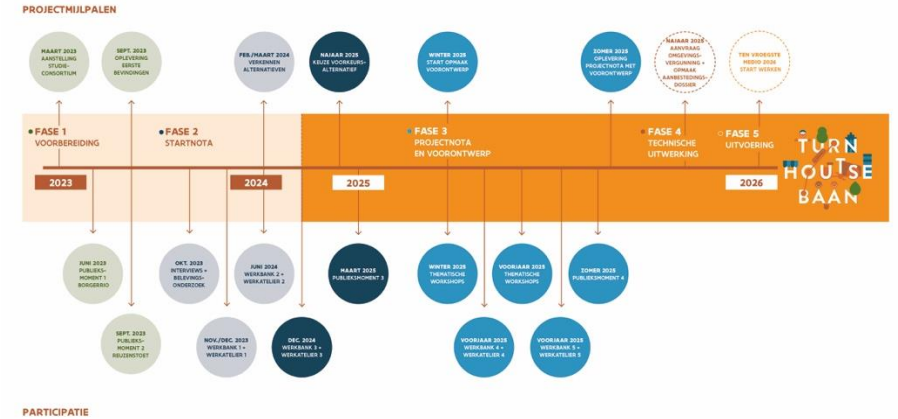 PROJECTMIJLPALEN
MAART 2023
AANSTELLING
STUDIE-
CONSORTIUM
SEPT. 2023
OPLEVERING
EERSTE
BEVINDINGEN
FEB./MAART 2024
VERKENNEN
ALTERNATIEVEN
NAJAAR 2025
KEUZE VOORKEURS-
ALTERNATIEF
WINTER 2025
START OPMAAK
VOORONTWERP
ZOMER 2025
OPLEVERING
PROJECTNOTA MET
VOORONTWERP
NAJAAR 2025
AANVRAAG
OMGEVINGS-
VERGUNNING +
OPMAAK
AANBESTEDINGS-
DOSSIER
TEN VROEGSTE
MEDIO 2026
START WERKEN
FASE 1
VOORBEREIDING
FASE 2
STARTNOTA
FASE 3
PROJECTNOTA
EN VOORONTWERP
FASE 4
TECHNISCHE
UITWERKING
FASE 5
UITVOERING
TURN
HOUTSE
BAAN
2023
2024
2025
2026
JUNI 2023
PUBLIEKS-
MOMENT 1
BORGERRIO
OKT. 2023
INTERVIEWS +
BELEVINGS-
ONDERZOEK
JUNI 2024
WERKBANK 2 +
WERKATELIER 2
MAART 2025
PUBLIEKSMOMENT 3
WINTER 2025
THEMATISCHE
WORKSHOPS
VOORJAAR 2025
THEMATISCHE
WORKSHOPS
ZOMER 2025
PUBLIEKSMOMENT 4
SEPT. 2023
PUBLIEKS-
MOMENT 2
REUZENSTOET
NOV./DEC. 2023
WERKBANK 1 +
WERKATELIER 1
DEC. 2024
WERKBANK 3 +
WERKATELIER 3
VOORJAAR 2025
WERKBANK 4 +
WERKATELIER 4
VOORJAAR 2025
WERKBANK 5 +
WERKATELIER 5
PARTICIPATIE